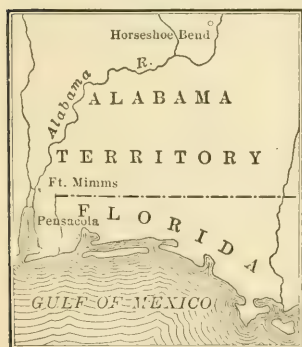 Horseshoe Bend
Alabama R.
ALABAMA
TERRITORY
Ft. Mimms
Pensacola
FLORIDA
GULF OF MEXICO